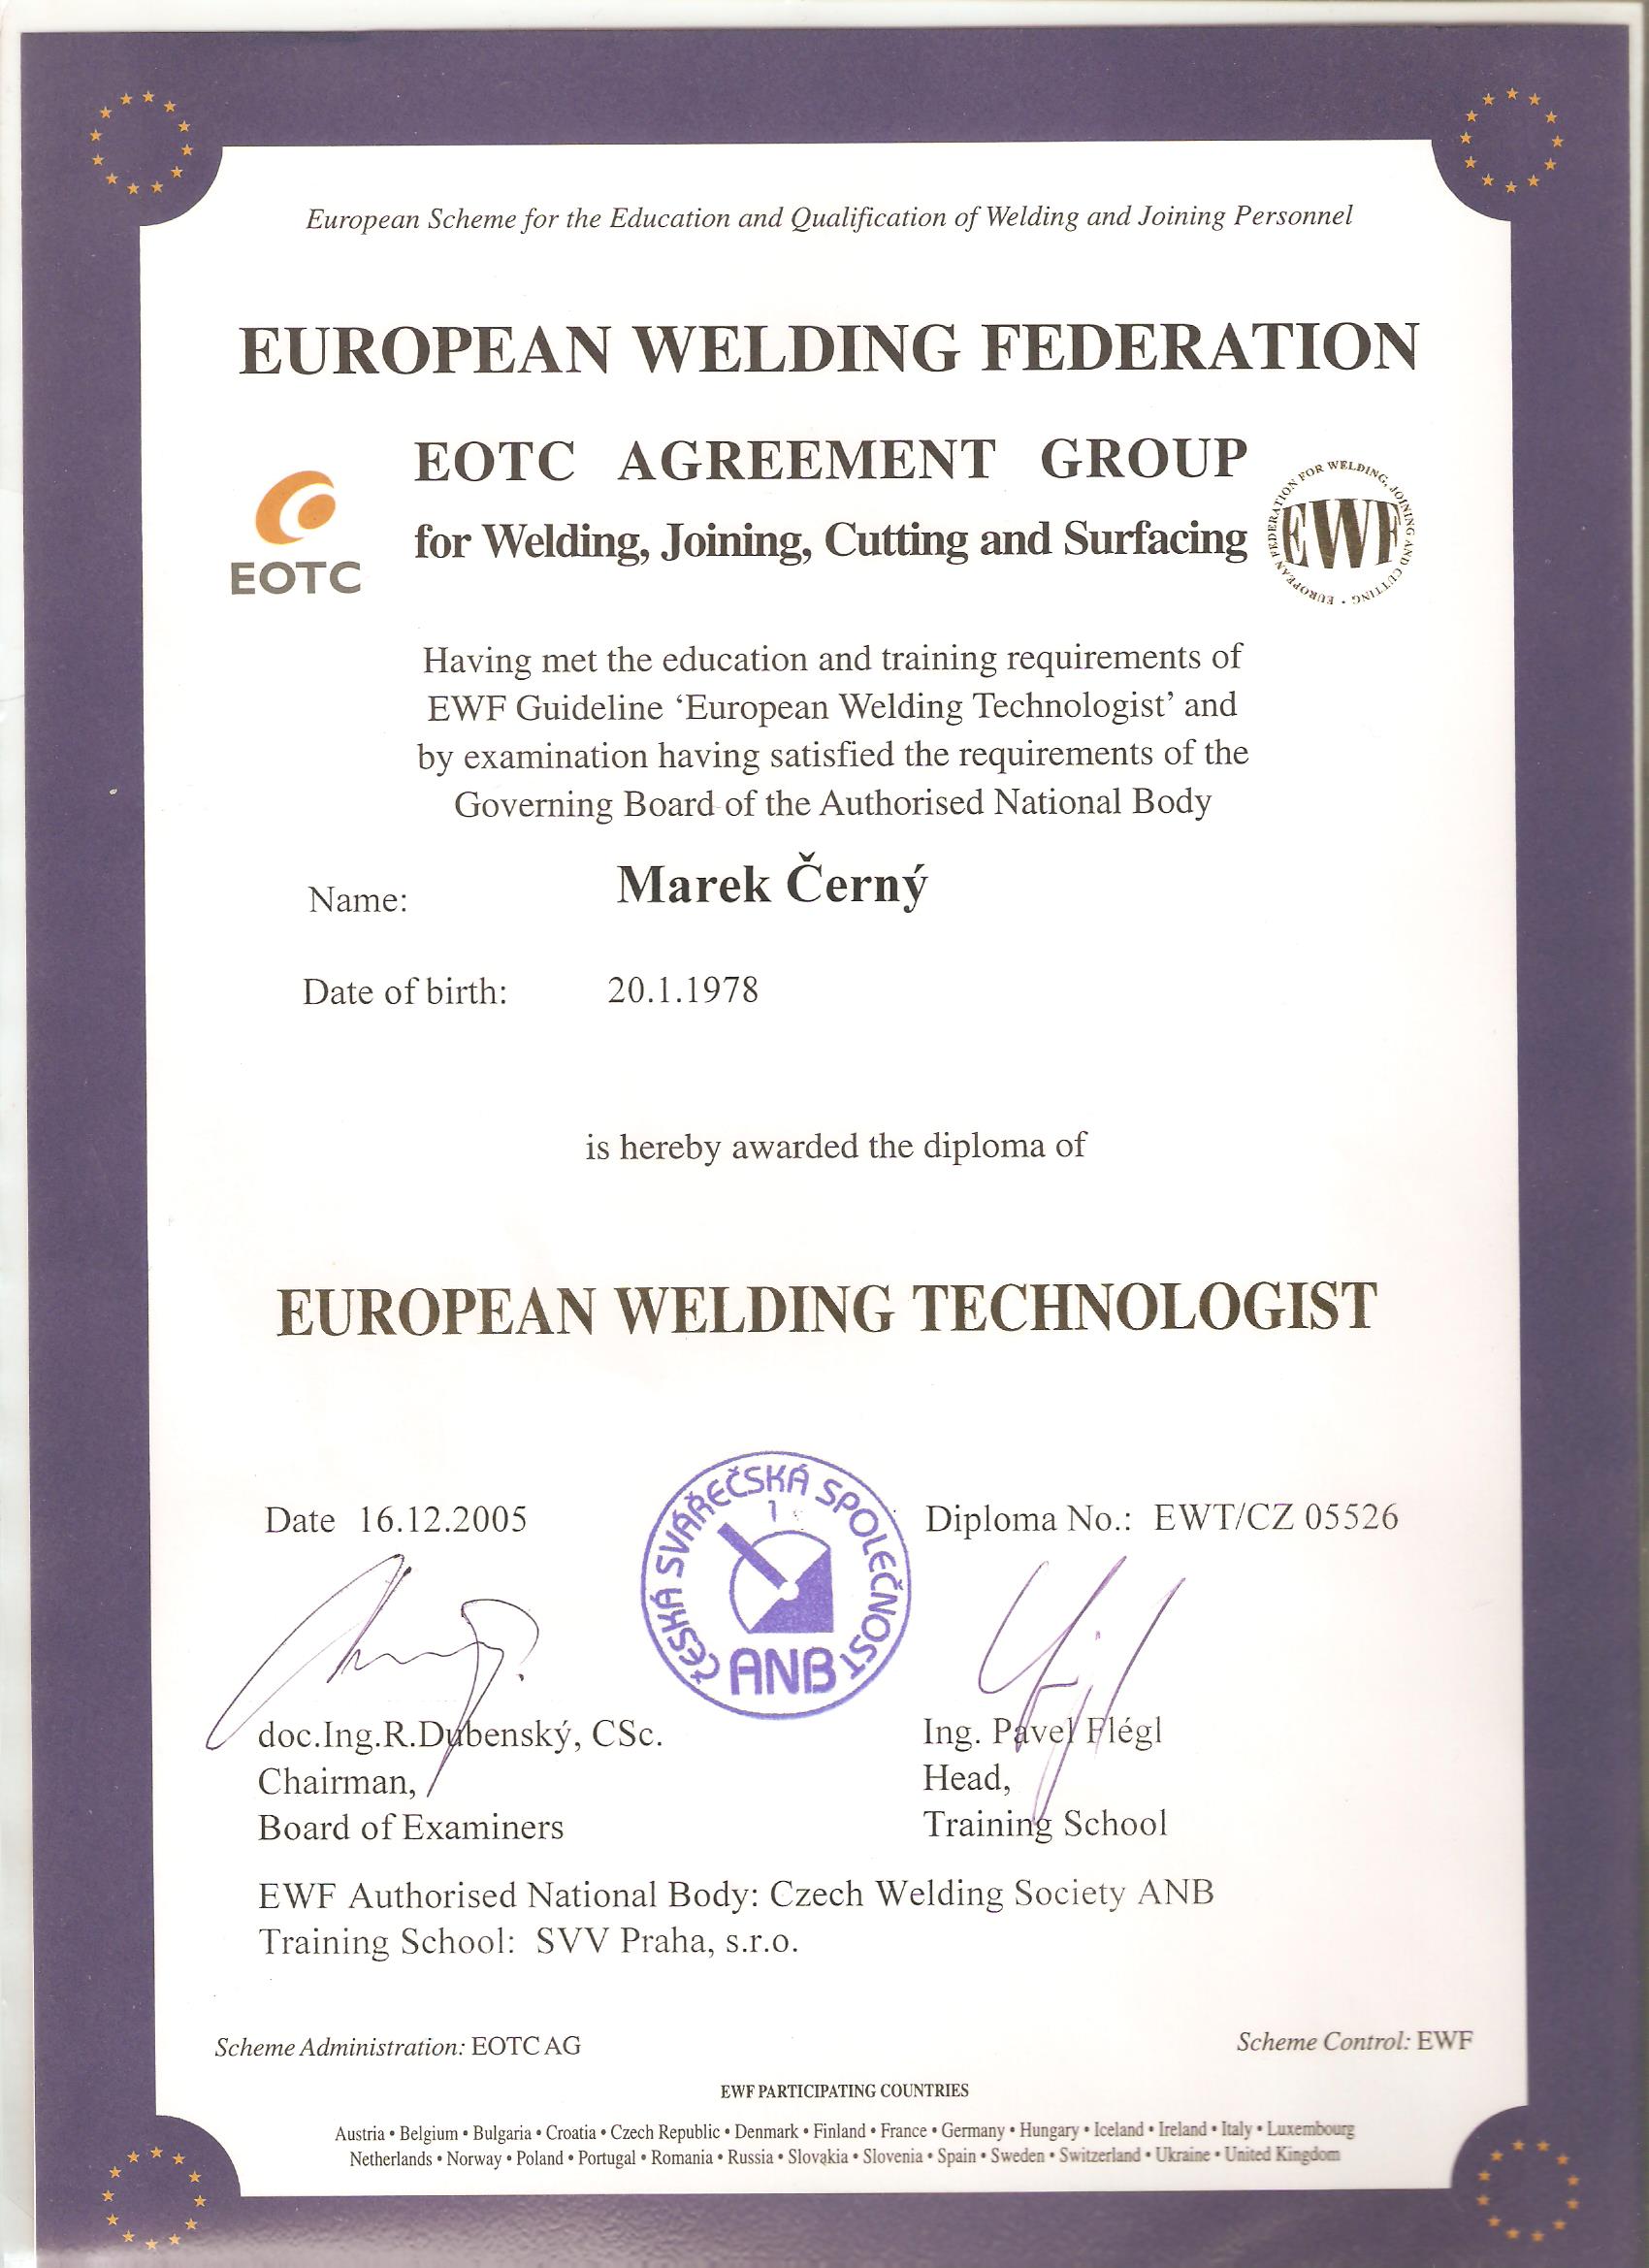 European Scheme for the Education and Qualification of Welding and Joining Personnel
EUROPEAN WELDING FEDERATION
EOTC AGREEMENT GROUP
for Welding, Joining, Cutting and Surfacing
EOTC
EUROPEAN FEDERATION FOR WELDING, JOINING AND CUTTING •
EWF
Having met the education and training requirements of
EWF Guideline ‘European Welding Technologist’ and
by examination having satisfied the requirements of the
Governing Board of the Authorised National Body
Name: Marek Černý
Date of birth: 20.1.1978
is hereby awarded the diploma of
EUROPEAN WELDING TECHNOLOGIST
Date 16.12.2005
ČESKÁ SVÁŘEČSKÁ SPOLEČNOST
1
ANB
Diploma No.: EWT/CZ 05526
doc.Ing.R.Dubenský, CSc.
Chairman,
Board of Examiners
Ing. Pavel Flégl
Head,
Training School
EWF Authorised National Body: Czech Welding Society ANB
Training School: SVV Praha, s.r.o.
Scheme Administration: EOTC AG
Scheme Control: EWF
EWF PARTICIPATING COUNTRIES
Austria • Belgium • Bulgaria • Croatia • Czech Republic • Denmark • Finland • France • Germany • Hungary • Iceland • Ireland • Italy • Luxembourg
Netherlands • Norway • Poland • Portugal • Romania • Russia • Slovakia • Slovenia • Spain • Sweden • Switzerland • Ukraine • United Kingdom